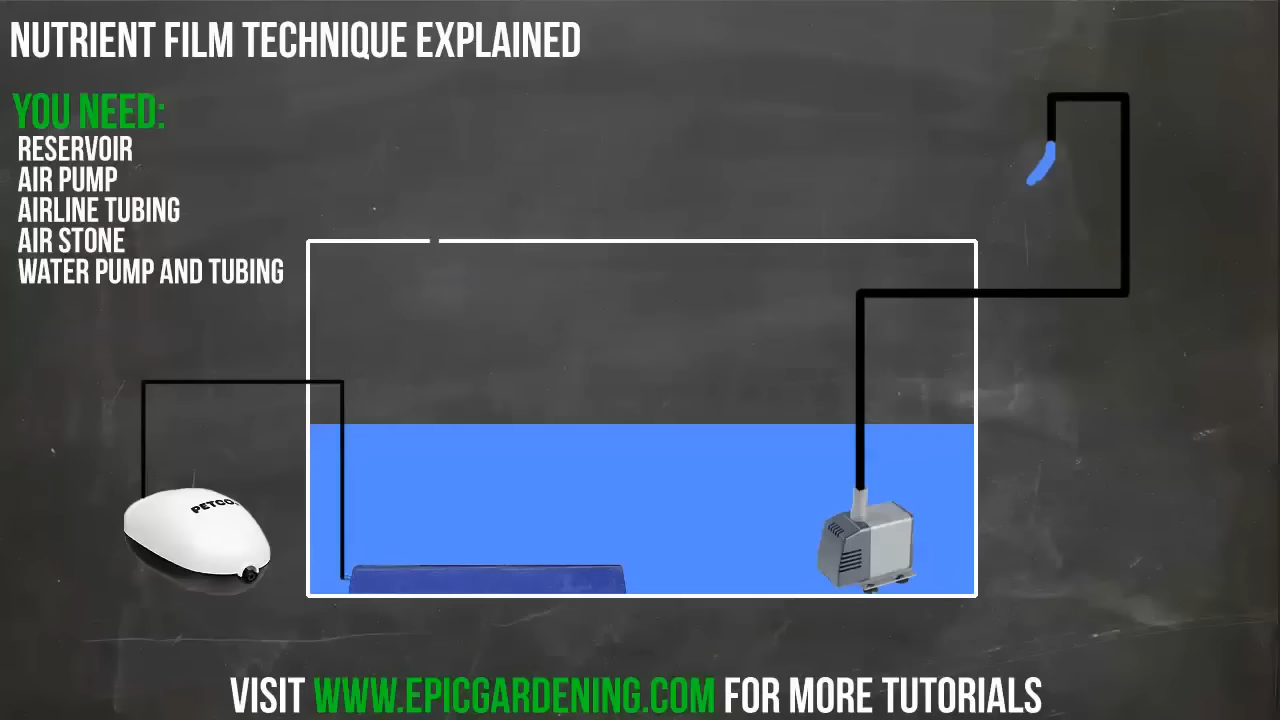 NUTRIENT FILM TECHNIQUE EXPLAINED
YOU NEED:
RESERVOIR
AIR PUMP
AIRLINE TUBING
AIR STONE
WATER PUMP AND TUBING
PETCO
VISIT WWW.EPICGARDENING.COM FOR MORE TUTORIALS